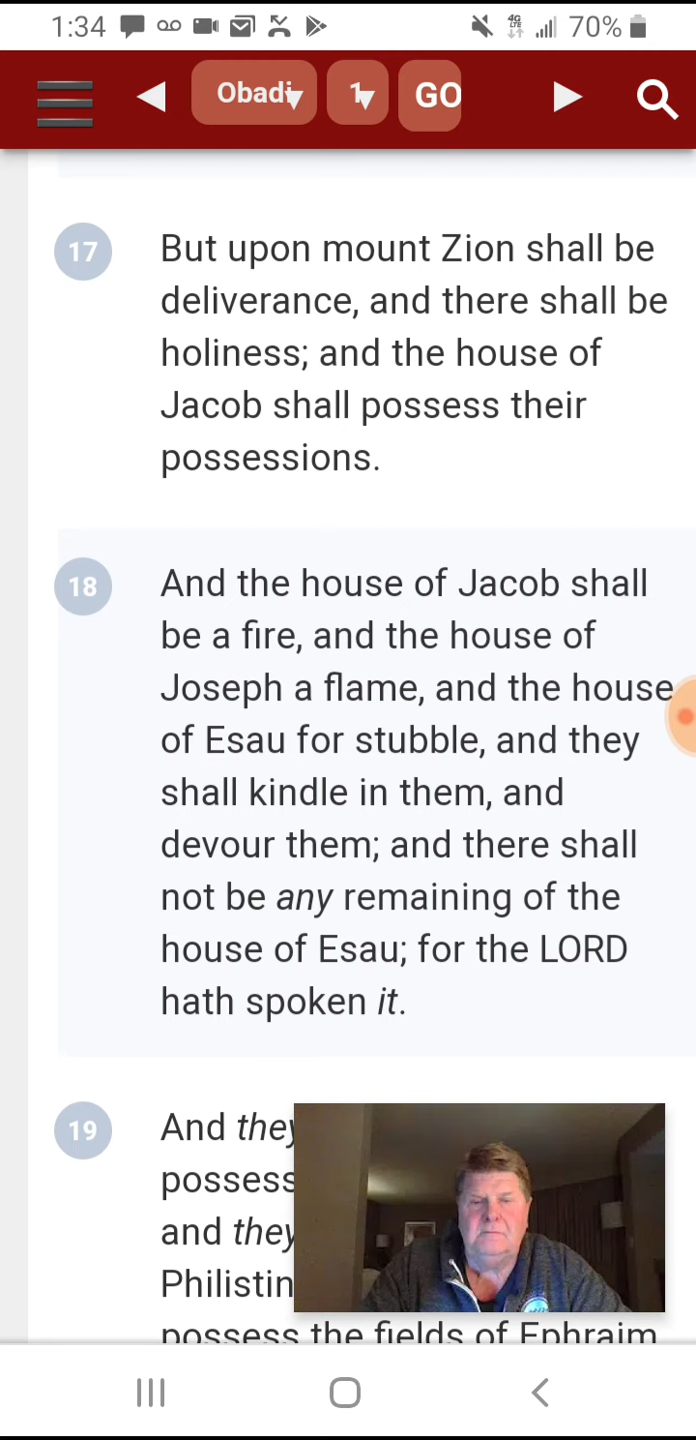 1:34
4G
LTE
70%
Obadi
1
GO
17
But upon mount Zion shall be
deliverance, and there shall be
holiness; and the house of
Jacob shall possess their
possessions.
18
And the house of Jacob shall
be a fire, and the house of
Joseph a flame, and the house
of Esau for stubble, and they
shall kindle in them, and
devour them; and there shall
not be any remaining of the
house of Esau; for the LORD
hath spoken it.
19
And they
possess
and they
Philistin
possess the fields of Ephraim